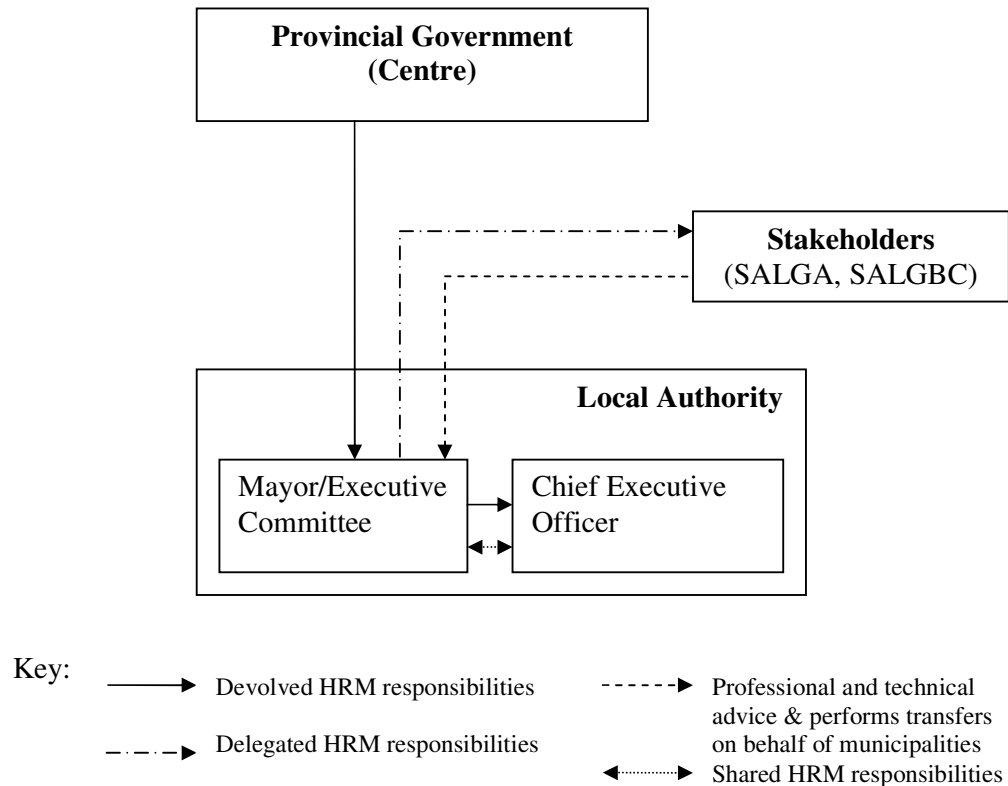 Provincial Government
(Centre)
Stakeholders
(SALGA, SALGBC)
Local Authority
Mayor/Executive
Committee
Chief Executive
Officer
Key:
Devolved HRM responsibilities
Delegated HRM responsibilities
Professional and technical
advice & performs transfers
on behalf of municipalities
Shared HRM responsibilities